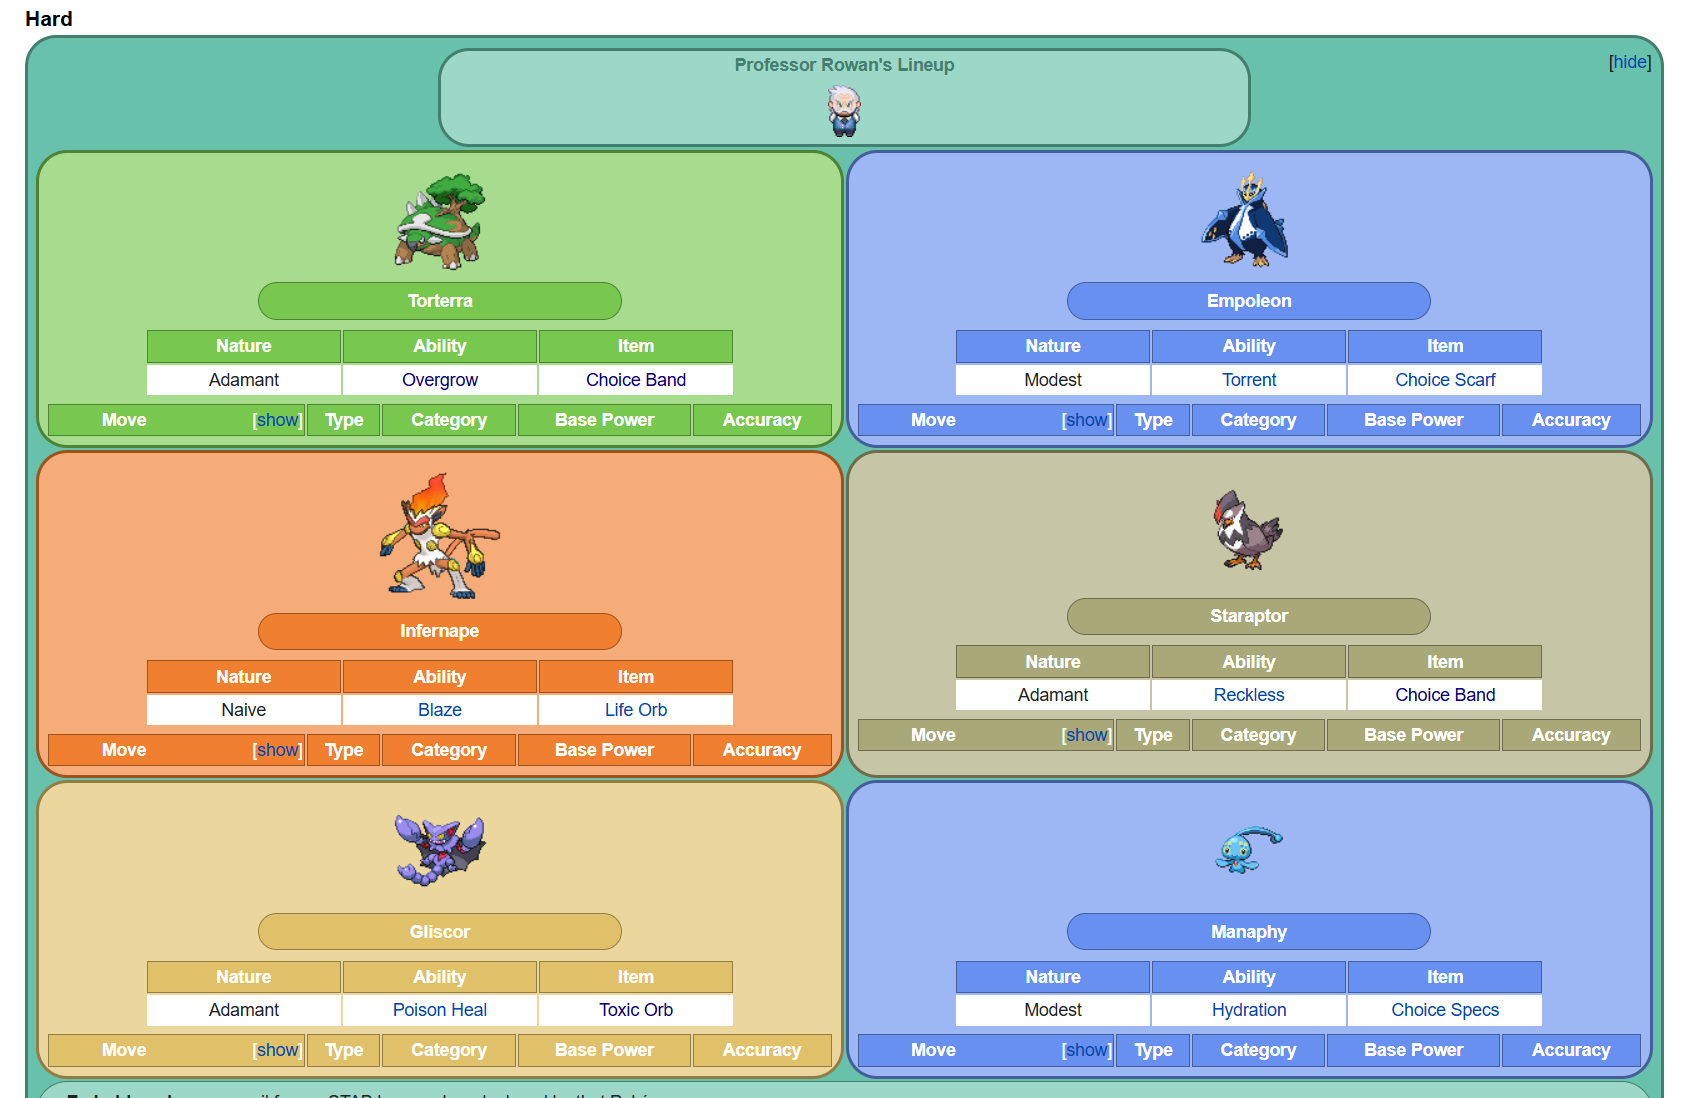 Hard
Professor Rowan's Lineup
[hide]
Torterra
Nature Ability Item
Adamant Overgrow Choice Band
Move [show] Type Category Base Power Accuracy
Empoleon
Nature Ability Item
Modest Torrent Choice Scarf
Move [show] Type Category Base Power Accuracy
Infernape
Nature Ability Item
Naive Blaze Life Orb
Move [show] Type Category Base Power Accuracy
Staraptor
Nature Ability Item
Adamant Reckless Choice Band
Move [show] Type Category Base Power Accuracy
Gliscor
Nature Ability Item
Adamant Poison Heal Toxic Orb
Move [show] Type Category Base Power Accuracy
Manaphy
Nature Ability Item
Modest Hydration Choice Specs
Move [show] Type Category Base Power Accuracy